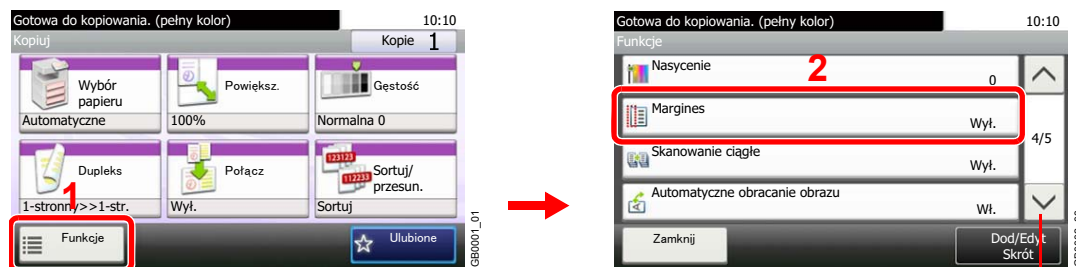 Gotowa do kopiowania. (pełny kolor)
10:10
Kopiuj
Kopie 1
Wybór
papieru
Automatyczne
Powiększ.
100%
Gęstość
Normalna 0
Dupleks
1-stronny>>1-str.
Połącz
Wył.
123123
112233
Sortuj/
przesun.
Sortuj
1
Funkcje
Ulubione
GB0001_01
Gotowa do kopiowania. (pełny kolor)
10:10
Funkcje
Nasycenie
0
2
Margines
Wył.
4/5
Skanowanie ciągłe
Wył.
Automatyczne obracanie obrazu
Wł.
Zamknij
Dod/Edyt
Skrót